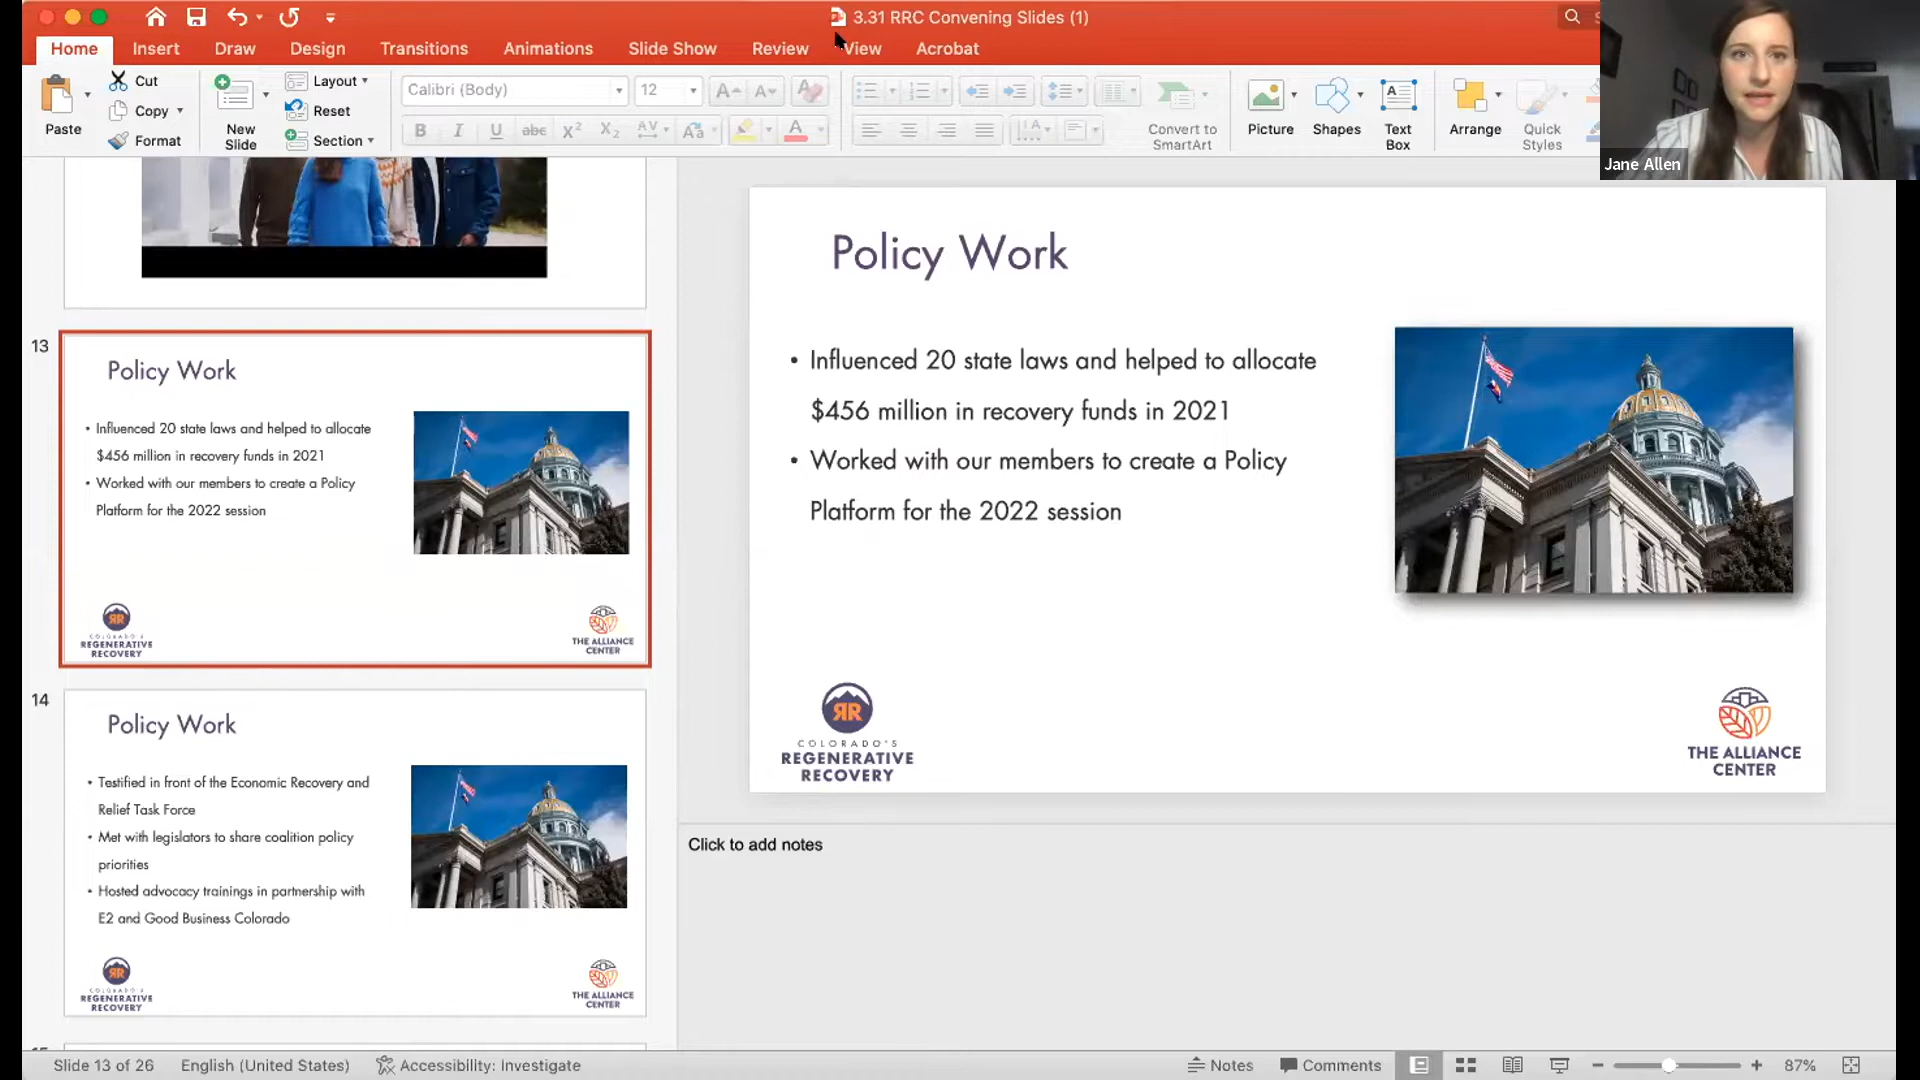 3.31 RRC Convening Slides (1)
Home
Insert
Draw
Design
Transitions
Animations
Slide Show
Review
View
Acrobat
Paste
Cut
Copy
Format
New
Slide
Layout
Reset
Section
Calibri (Body)
12
Convert to
SmartArt
Picture
Shapes
Text
Box
Arrange
Quick
Styles
Jane Allen
13
Policy Work
• Influenced 20 state laws and helped to allocate
$456 million in recovery funds in 2021
• Worked with our members to create a Policy
Platform for the 2022 session
COLORADO'S
REGENERATIVE
RECOVERY
THE ALLIANCE
CENTER
14
Policy Work
• Testified in front of the Economic Recovery and
Relief Task Force
• Met with legislators to share coalition policy
priorities
• Hosted advocacy trainings in partnership with
E2 and Good Business Colorado
COLORADO'S
REGENERATIVE
RECOVERY
THE ALLIANCE
CENTER
Policy Work
• Influenced 20 state laws and helped to allocate
$456 million in recovery funds in 2021
• Worked with our members to create a Policy
Platform for the 2022 session
RR
COLORADO'S
REGENERATIVE
RECOVERY
THE ALLIANCE
CENTER
Click to add notes
Slide 13 of 26
English (United States)
Accessibility: Investigate
Notes
Comments
87%